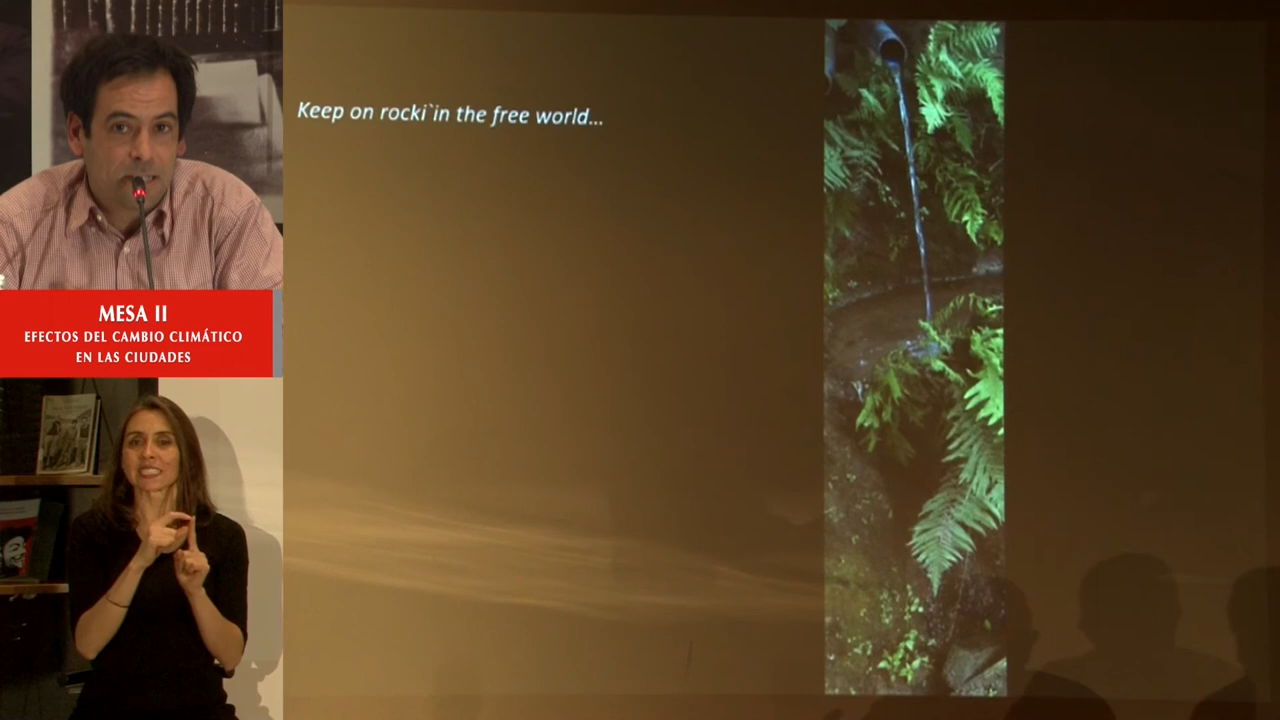 Keep on rocki`in the free world...
MESA II
EFECTOS DEL CAMBIO CLIMÁTICO
EN LAS CIUDADES